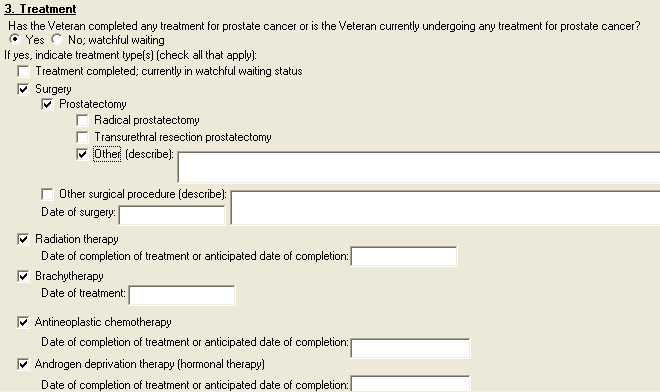 3. Treatment
Has the Veteran completed any treatment for prostate cancer or is the Veteran currently undergoing any treatment for prostate cancer?
Yes No; watchful waiting
If yes, indicate treatment type(s) (check all that apply):
Treatment completed; currently in watchful waiting status
Surgery
Prostatectomy
Radical prostatectomy
Transurethral resection prostatectomy
Other (describe):
Other surgical procedure (describe):
Date of surgery:
Radiation therapy
Date of completion of treatment or anticipated date of completion:
Brachytherapy
Date of treatment:
Antineoplastic chemotherapy
Date of completion of treatment or anticipated date of completion:
Androgen deprivation therapy (hormonal therapy)
Date of completion of treatment or anticipated date of completion: